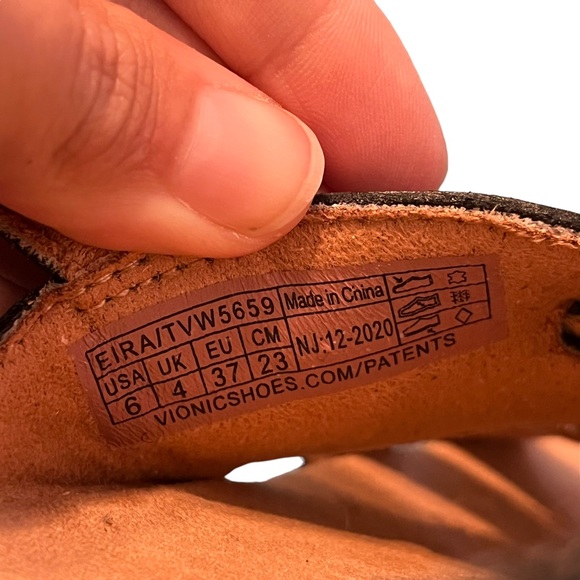 EIRA/TVW5659 Made in China
USA UK EU CM NJ:12-2020
6 4 37 23
VIONICSHOES.COM/PATENTS